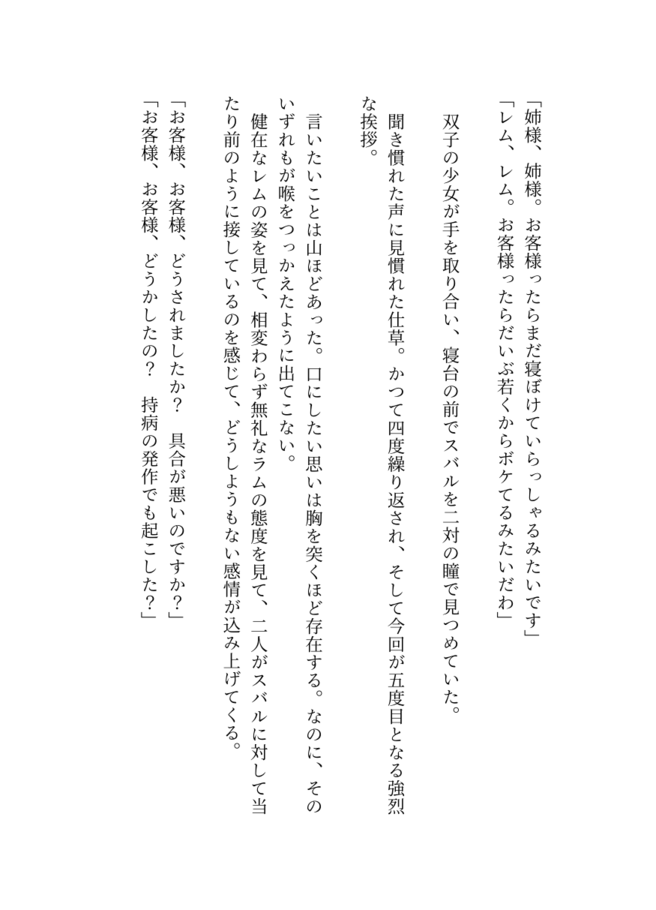 「姉様、姉様。お客様ったらまだ寝ぼけていらっしゃるみたいです」
「レム、レム。お客様ったらだいぶ若くからボケてるみたいだわ」
双子の少女が手を取り合い、寝台の前でスバルを二対の瞳で見つめていた。
聞き慣れた声に見慣れた仕草。かつて四度繰り返され、そして今回が五度目となる強烈
な挨拶。
言いたいことは山ほどあった。口にしたい思いは胸を突くほど存在する。なのに、その
いずれもが喉をつっかえたように出てこない。
健在なレムの姿を見て、相変わらず無礼なラムの態度を見て、二人がスバルに対して当
たり前のように接しているのを感じて、どうしようもない感情が込み上げてくる。
「お客様、お客様、どうされましたか？　具合が悪いのですか？」
「お客様、お客様、どうかしたの？　持病の発作でも起こした？」